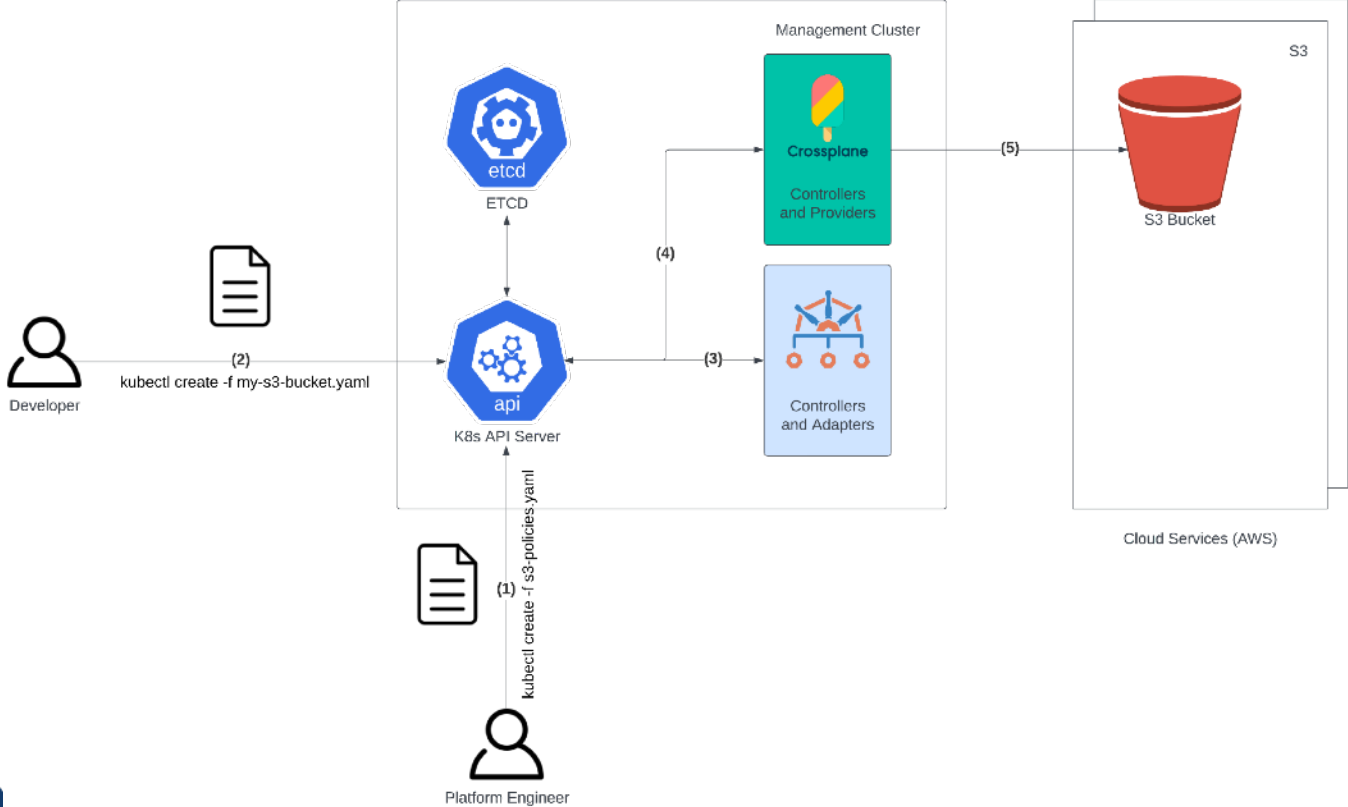 Management Cluster
S3
etcd
ETCD
Crossplane
Controllers
and Providers
(5)
S3 Bucket
(4)
(2)
kubectl create -f my-s3-bucket.yaml
Developer
api
K8s API Server
(3)
Controllers
and Adapters
Cloud Services (AWS)
(1)
kubectl create -f s3-policies.yaml
Platform Engineer